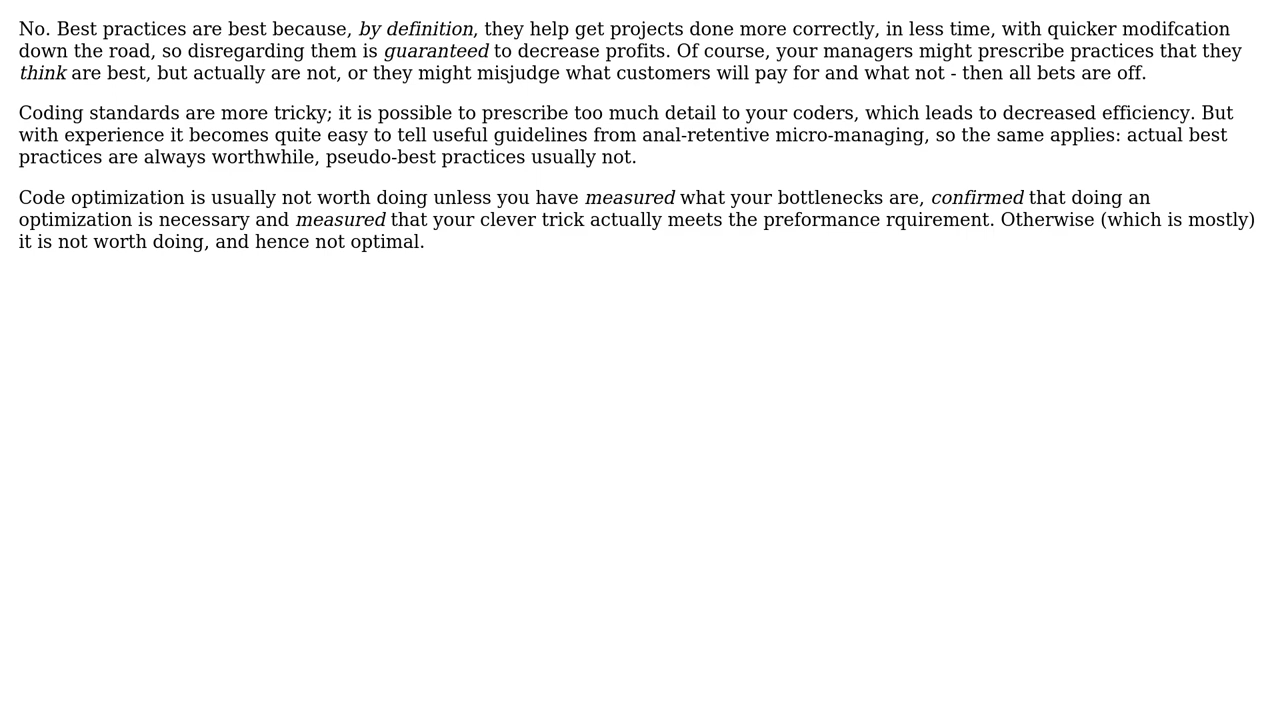 No. Best practices are best because, by definition, they help get projects done more correctly, in less time, with quicker modifcation
down the road, so disregarding them is guaranteed to decrease profits. Of course, your managers might prescribe practices that they
think are best, but actually are not, or they might misjudge what customers will pay for and what not - then all bets are off.
Coding standards are more tricky; it is possible to prescribe too much detail to your coders, which leads to decreased efficiency. But
with experience it becomes quite easy to tell useful guidelines from anal-retentive micro-managing, so the same applies: actual best
practices are always worthwhile, pseudo-best practices usually not.
Code optimization is usually not worth doing unless you have measured what your bottlenecks are, confirmed that doing an
optimization is necessary and measured that your clever trick actually meets the preformance rquirement. Otherwise (which is mostly)
it is not worth doing, and hence not optimal.